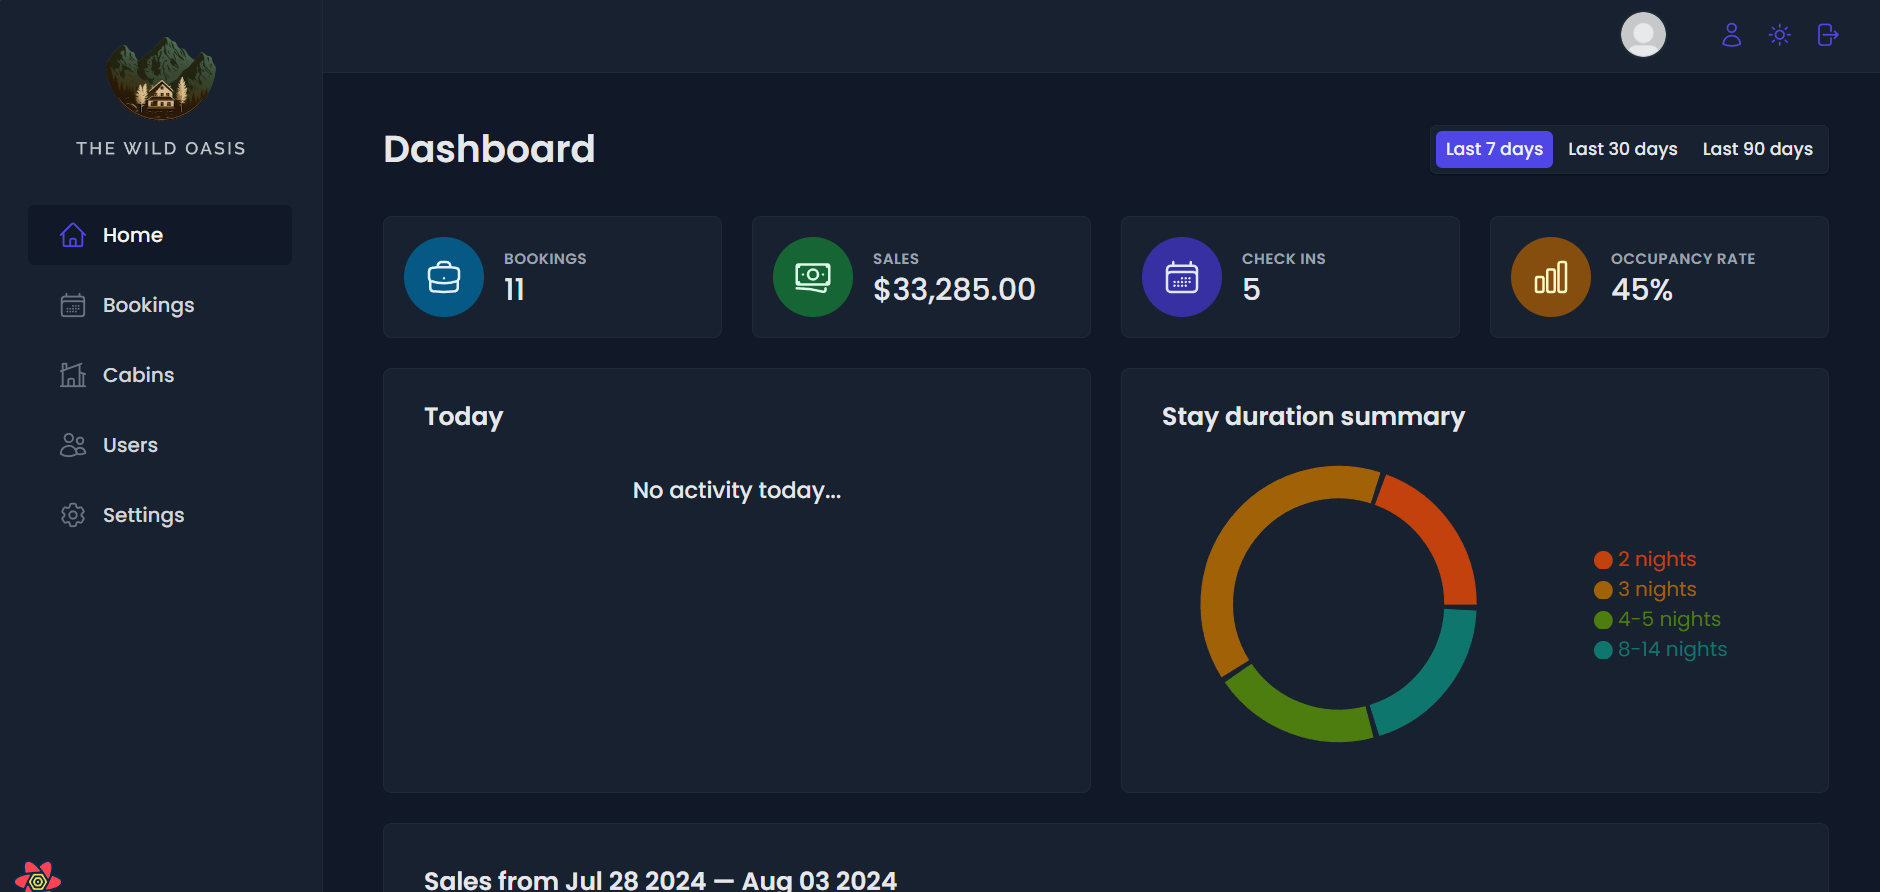 THE WILD OASIS
Home
Bookings
Cabins
Users
Settings
Dashboard
Last 7 days Last 30 days Last 90 days
BOOKINGS
11
SALES
$33,285.00
CHECK INS
5
OCCUPANCY RATE
45%
Today
No activity today...
Stay duration summary
2 nights
3 nights
4-5 nights
8-14 nights
Sales from Jul 28 2024 — Aug 03 2024